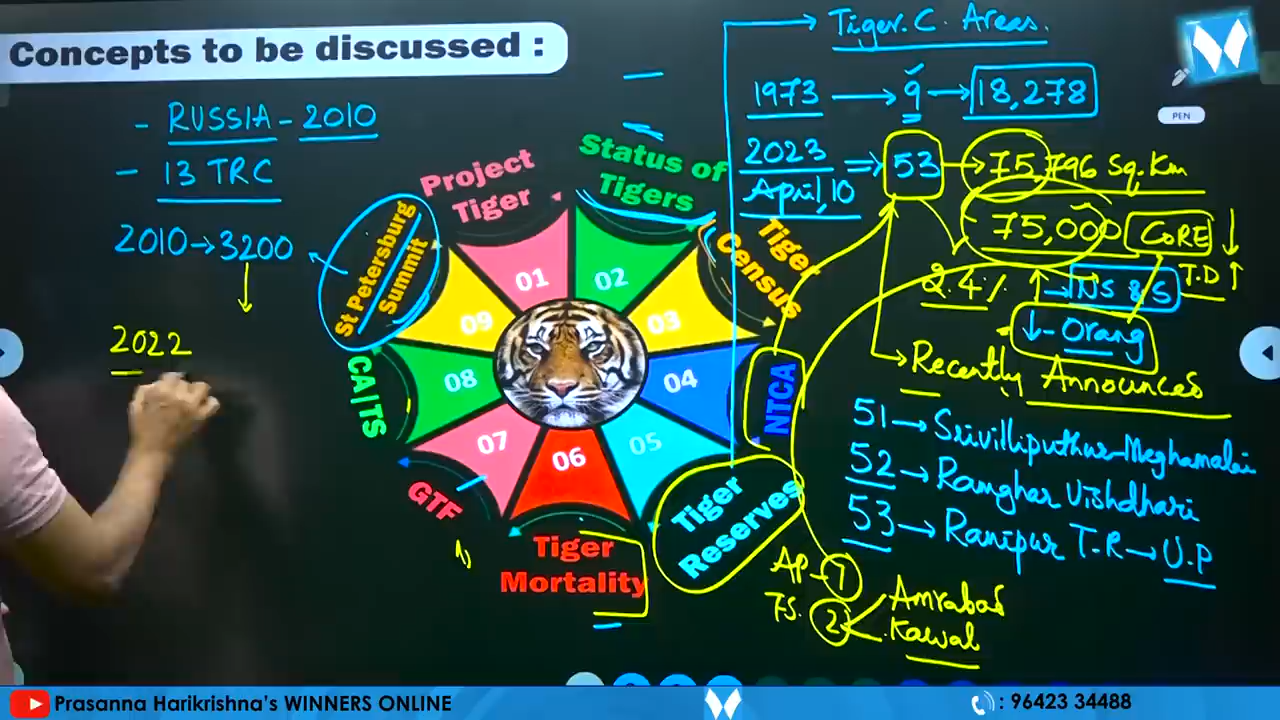 Concepts to be discussed :
- RUSSIA - 2010
- 13 TRC
2010 → 3200
2022
Project
Tiger
Status of
Tigers
Tiger
Census
NTCA
Tiger
Reserves
Tiger
Mortality
GTF
CA|TS
St Petersburg
Summit
01
02
03
04
05
06
07
08
09
Tiger. C. Areas.
1973 → 9 → 18,278
2023 ⇒ 53 → 75,796 Sq.Km
April, 10
75,000 CORE ↓
2.4% ↑ → NS & S T.D ↑
↓ - Orang
Recently Announces
51 → Srivilliputhur-Meghamalai
52 → Ramghar Vishdhari
53 → Ranipur T.R → U.P
AP - 1
TS. 2
Amrabad
Kawal
PEN
Prasanna Harikrishna's WINNERS ONLINE
: 96423 34488